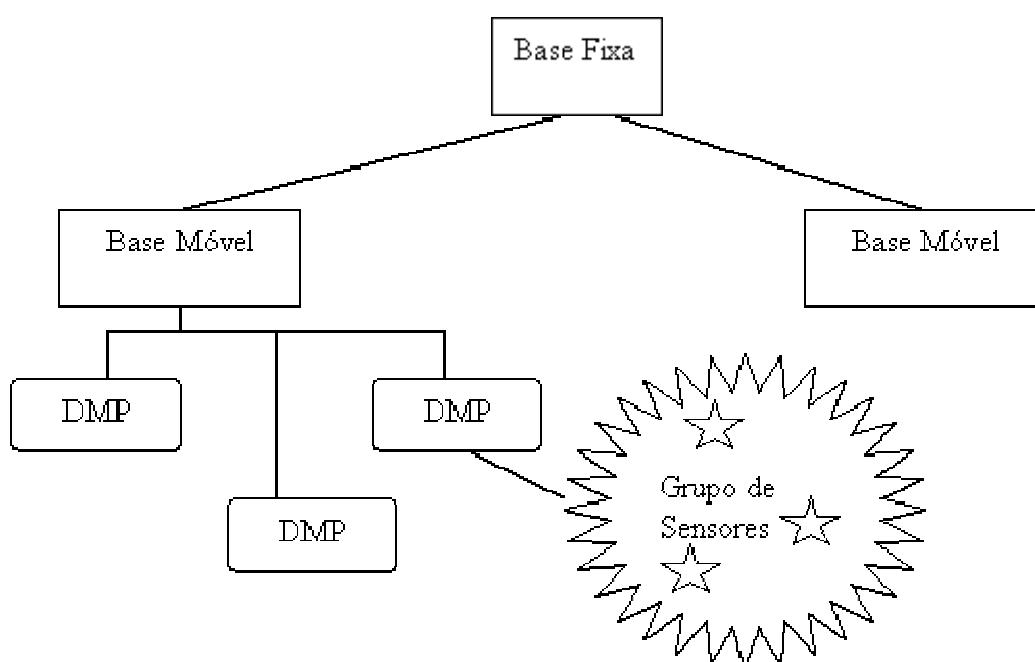 Base Fixa
Base Móvel
Base Móvel
DMP
DMP
DMP
Grupo de
Sensores